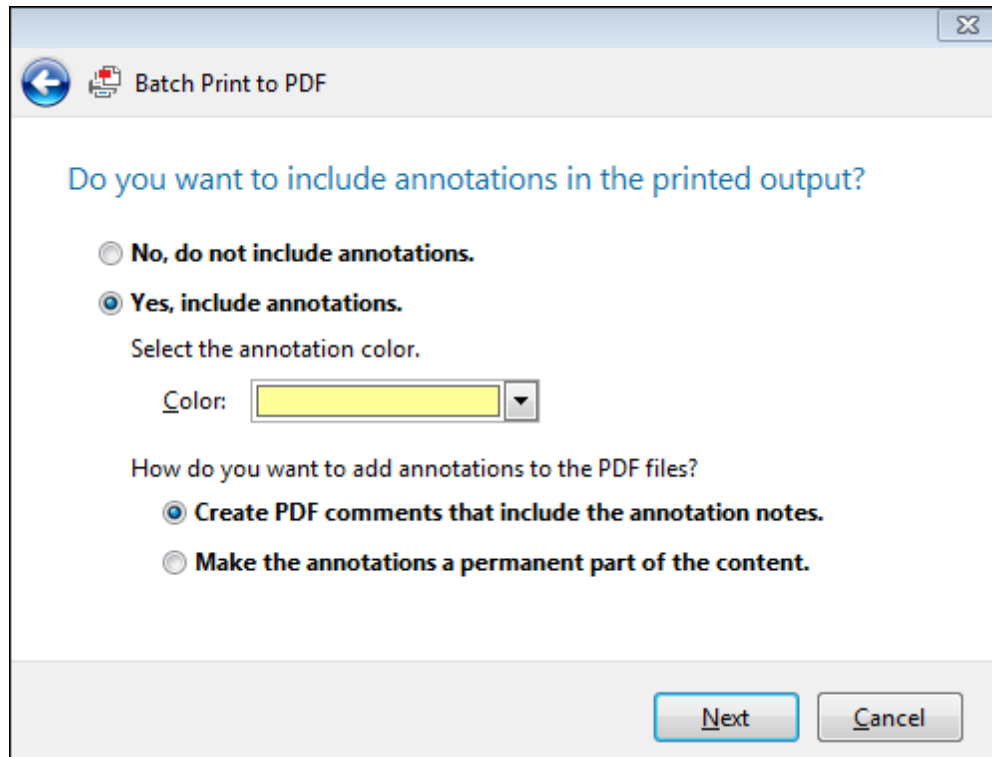 Batch Print to PDF
Do you want to include annotations in the printed output?
No, do not include annotations.
Yes, include annotations.
Select the annotation color.
Color:
How do you want to add annotations to the PDF files?
Create PDF comments that include the annotation notes.
Make the annotations a permanent part of the content.
Next Cancel